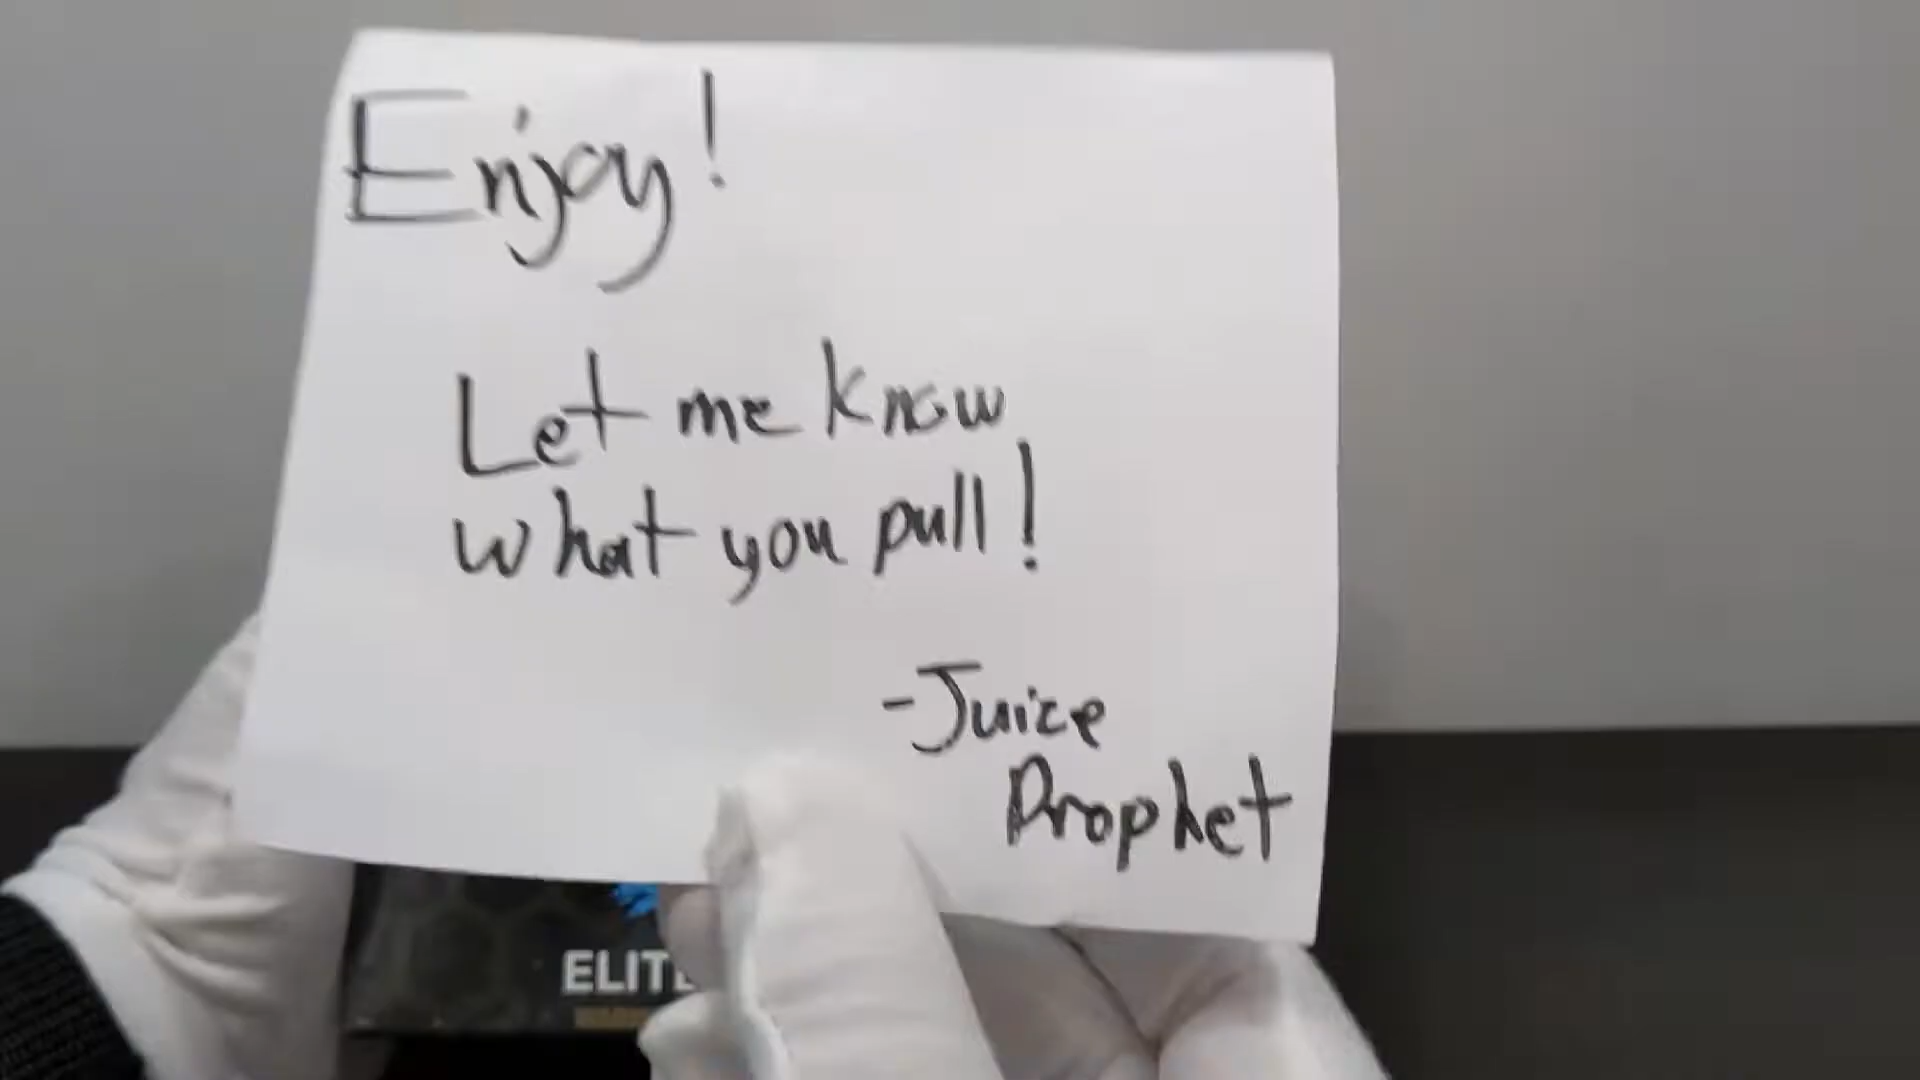 Enjoy!
Let me know
what you pull!
-Juice
Prophet
ELITE